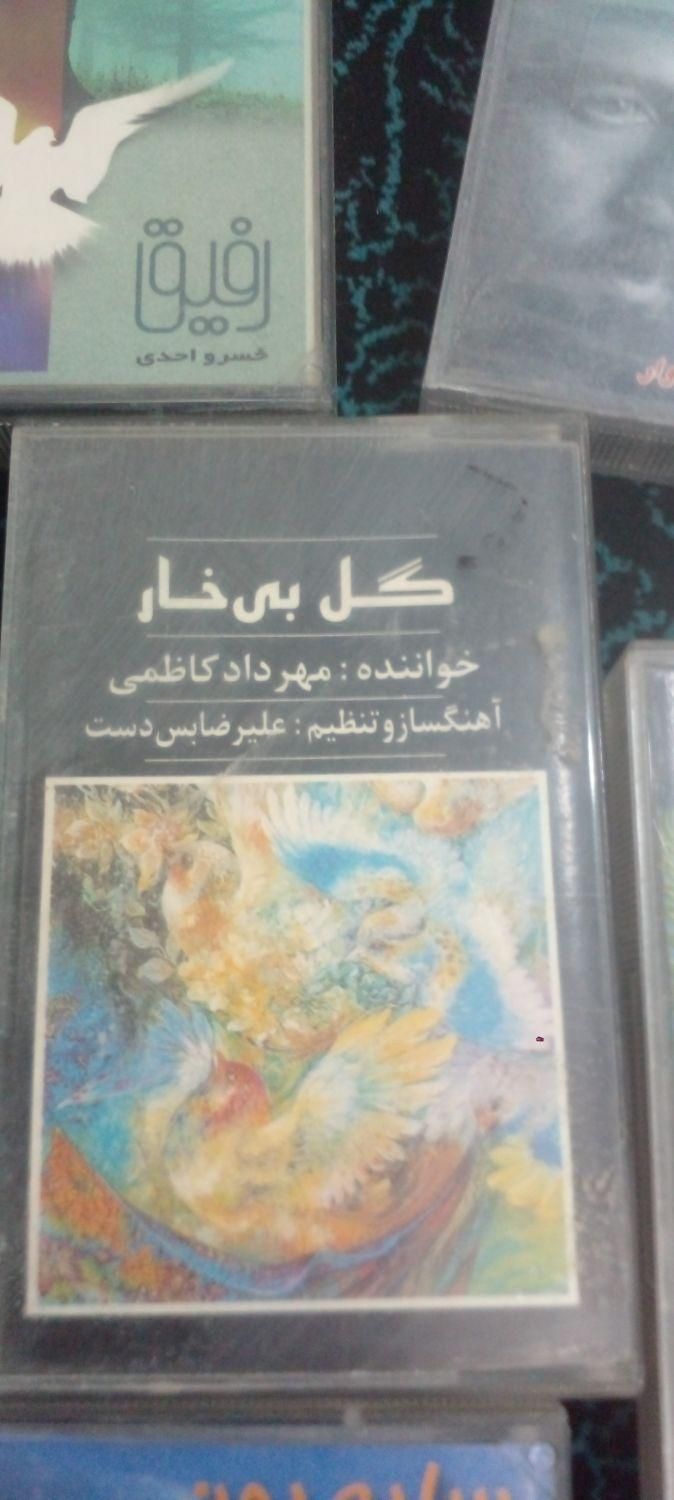 رفیق
خسرو احدی
گل بی‌خار
خواننده : مهرداد کاظمی
آهنگساز و تنظیم : علیرضا بس دست